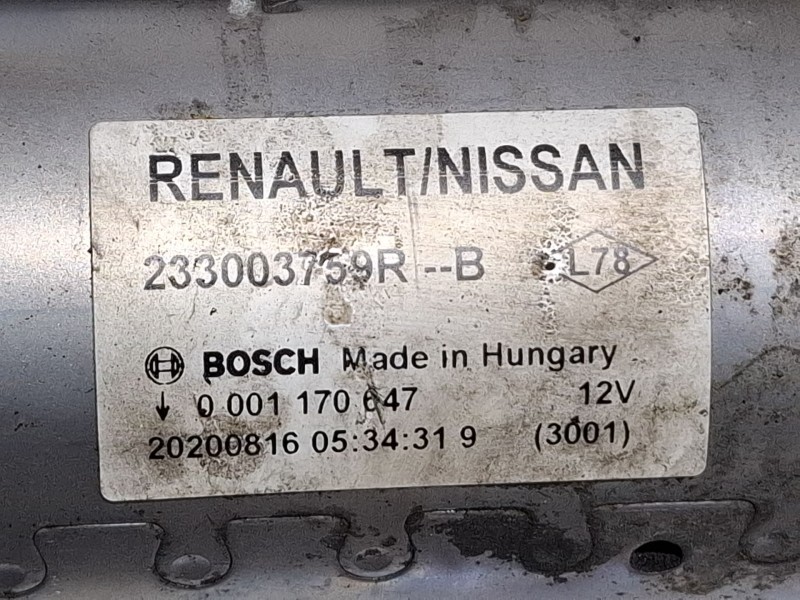 RENAULT/NISSAN
233003759R --B L78
BOSCH Made in Hungary
↓ 0 001 170 647 12V
20200816 05:34:31 9 (3001)